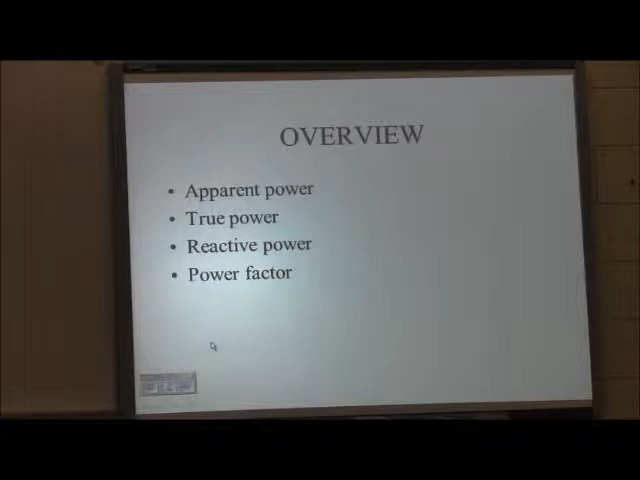 OVERVIEW
• Apparent power
• True power
• Reactive power
• Power factor